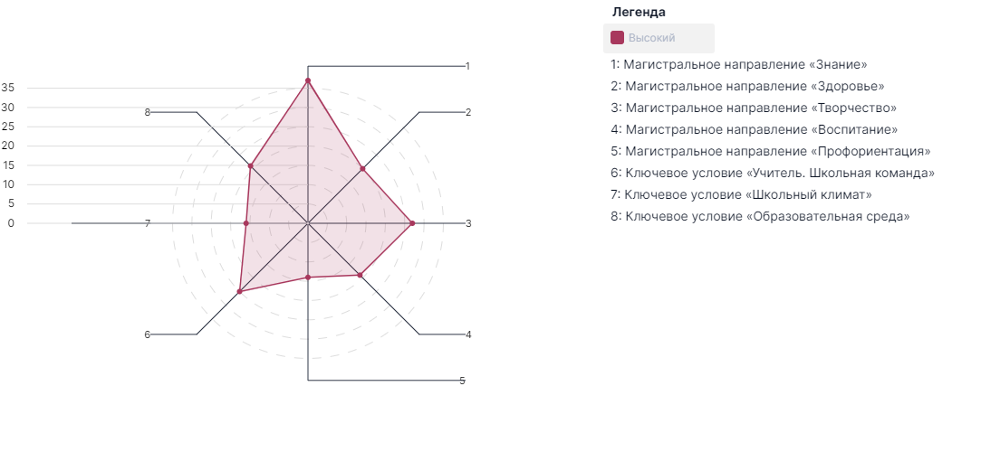 Легенда
Высокий
1: Магистральное направление «Знание»
2: Магистральное направление «Здоровье»
3: Магистральное направление «Творчество»
4: Магистральное направление «Воспитание»
5: Магистральное направление «Профориентация»
6: Ключевое условие «Учитель. Школьная команда»
7: Ключевое условие «Школьный климат»
8: Ключевое условие «Образовательная среда»
1
35
30
8
2
25
20
15
10
5
0
7
3
6
4
5